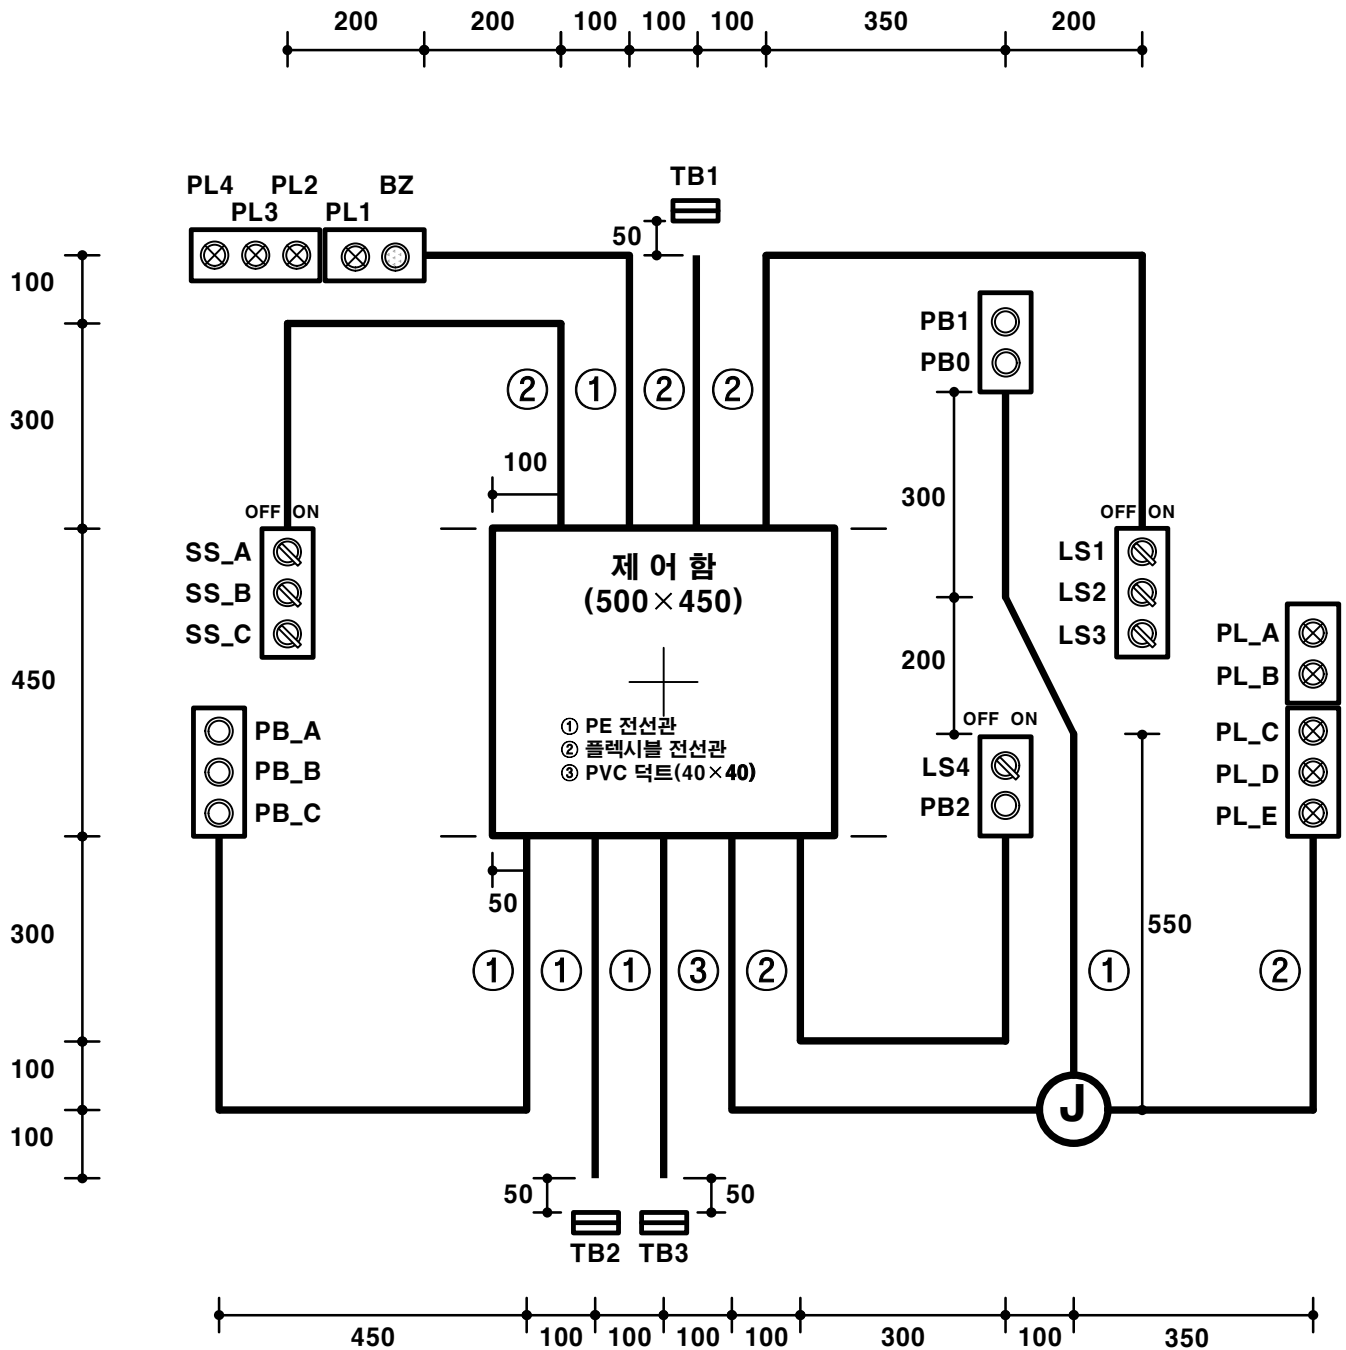 200 200 100 100 100 350 200
PL4 PL2 BZ TB1
PL3 PL1
50
100
PB1
PB0
② ① ② ②
300
100
300
OFF ON
OFF ON
SS_A
SS_B
SS_C
제 어 함
(500×450)
LS1
LS2
LS3
PL_A
PL_B
200
450
OFF ON
① PE 전선관
② 플렉시블 전선관
③ PVC 덕트(40×40)
PB_A
PB_B
PB_C
LS4
PB2
PL_C
PL_D
PL_E
50
300
550
① ① ① ③ ② ① ②
100
J
100
50 50
TB2 TB3
450 100 100 100 100 300 100 350